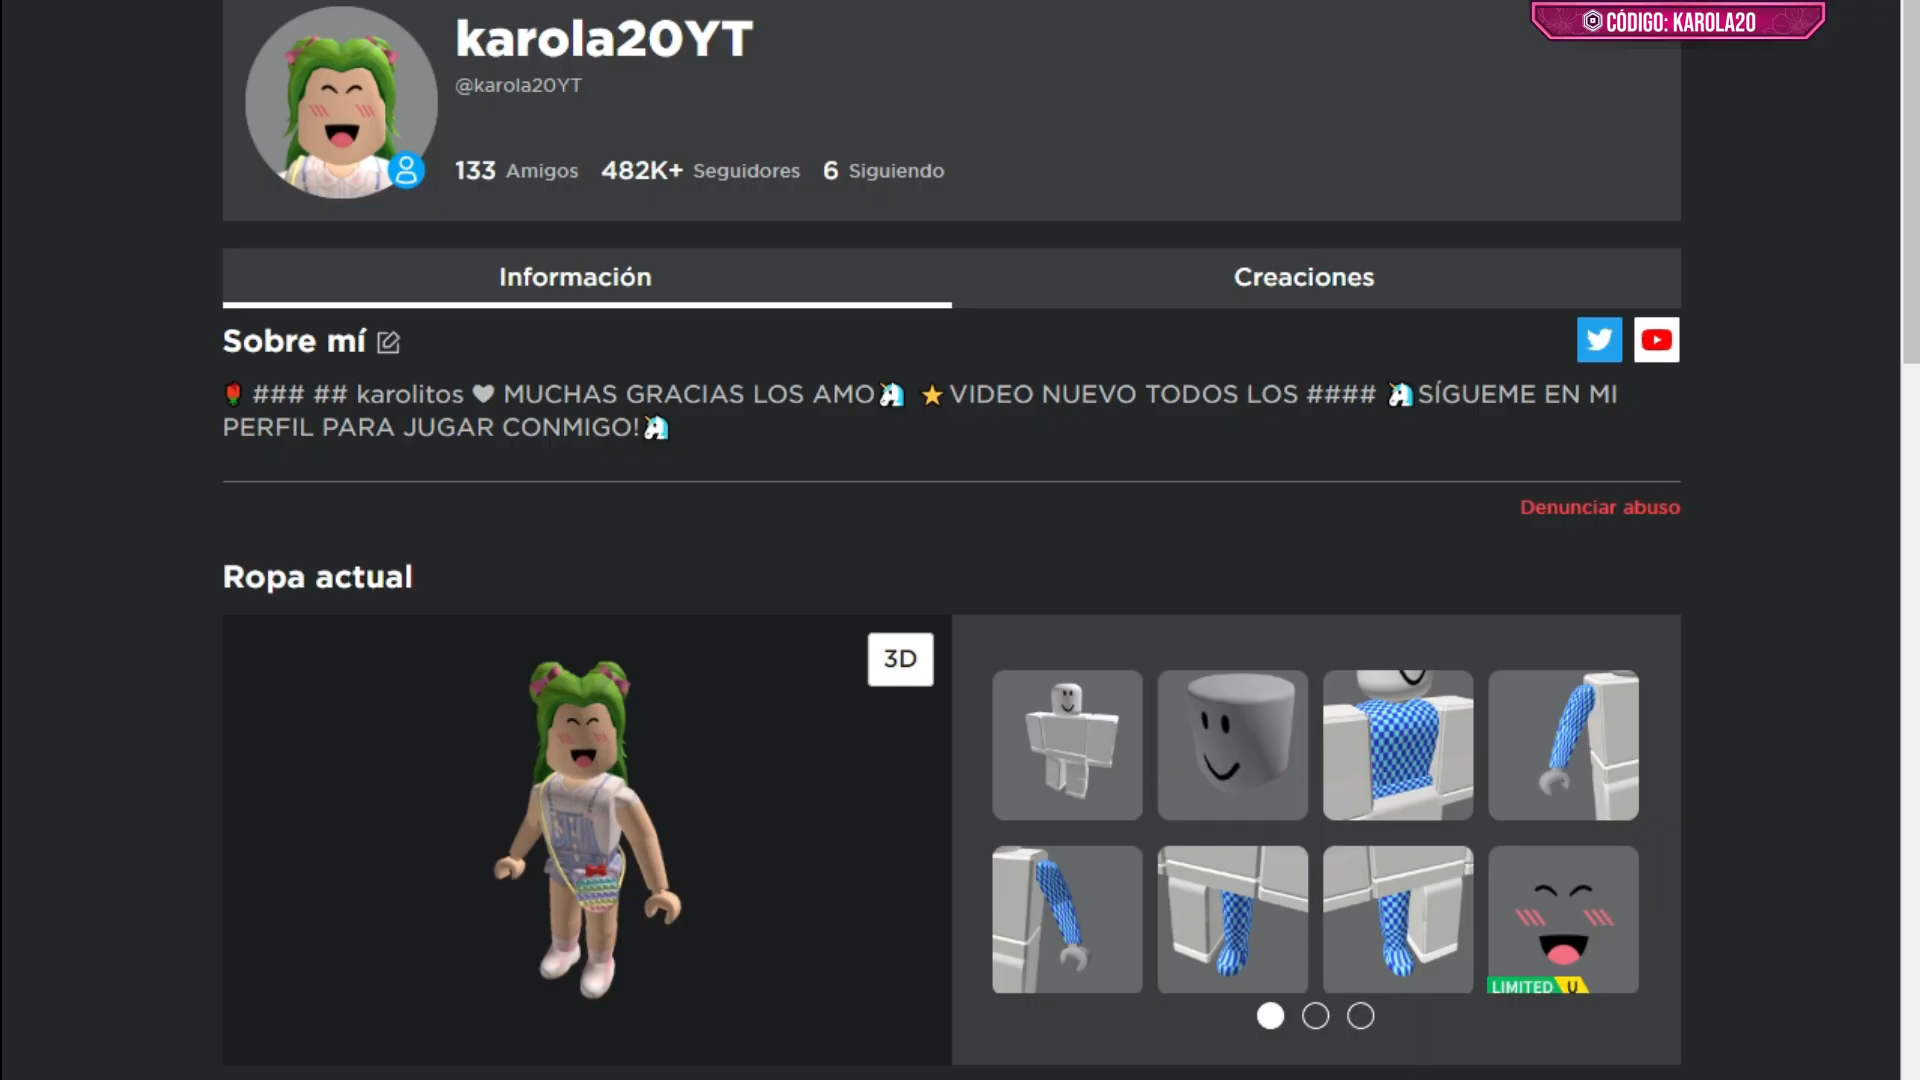 CÓDIGO: KAROLA20
karola20YT
@karola20YT
133 Amigos 482K+ Seguidores 6 Siguiendo
Información Creaciones
Sobre mí
### ## karolitos MUCHAS GRACIAS LOS AMO VIDEO NUEVO TODOS LOS #### SÍGUEME EN MI
PERFIL PARA JUGAR CONMIGO!
Denunciar abuso
Ropa actual
3D
LIMITED U